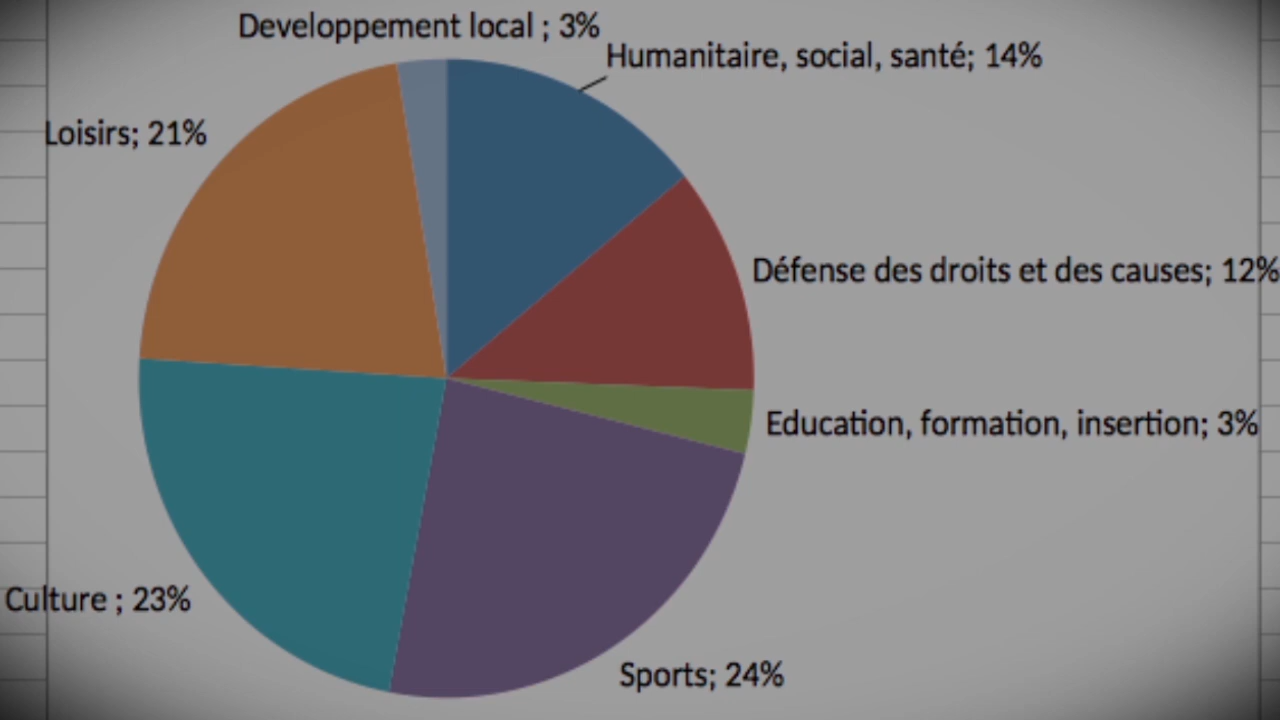 Developpement local ; 3%
Humanitaire, social, santé; 14%
Loisirs; 21%
Défense des droits et des causes; 12%
Education, formation, insertion; 3%
Culture ; 23%
Sports; 24%